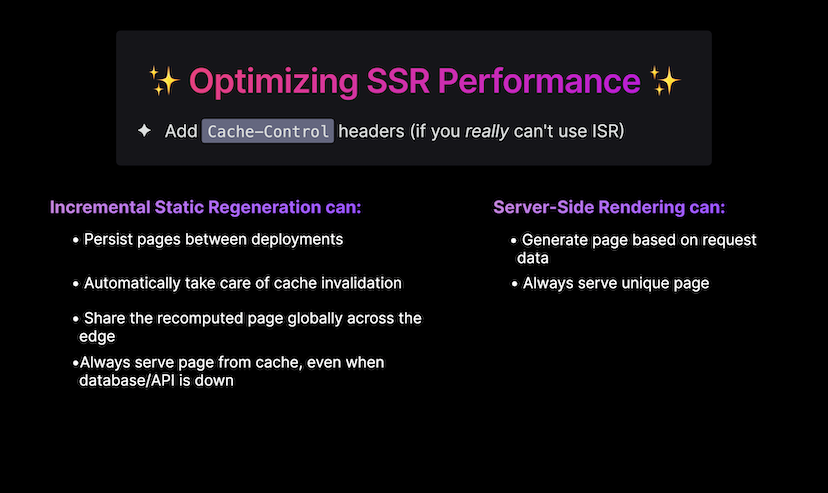 ✨ Optimizing SSR Performance ✨
✦ Add Cache-Control headers (if you really can't use ISR)
Incremental Static Regeneration can:
• Persist pages between deployments
• Automatically take care of cache invalidation
• Share the recomputed page globally across the
edge
•Always serve page from cache, even when
database/API is down
Server-Side Rendering can:
• Generate page based on request
data
• Always serve unique page